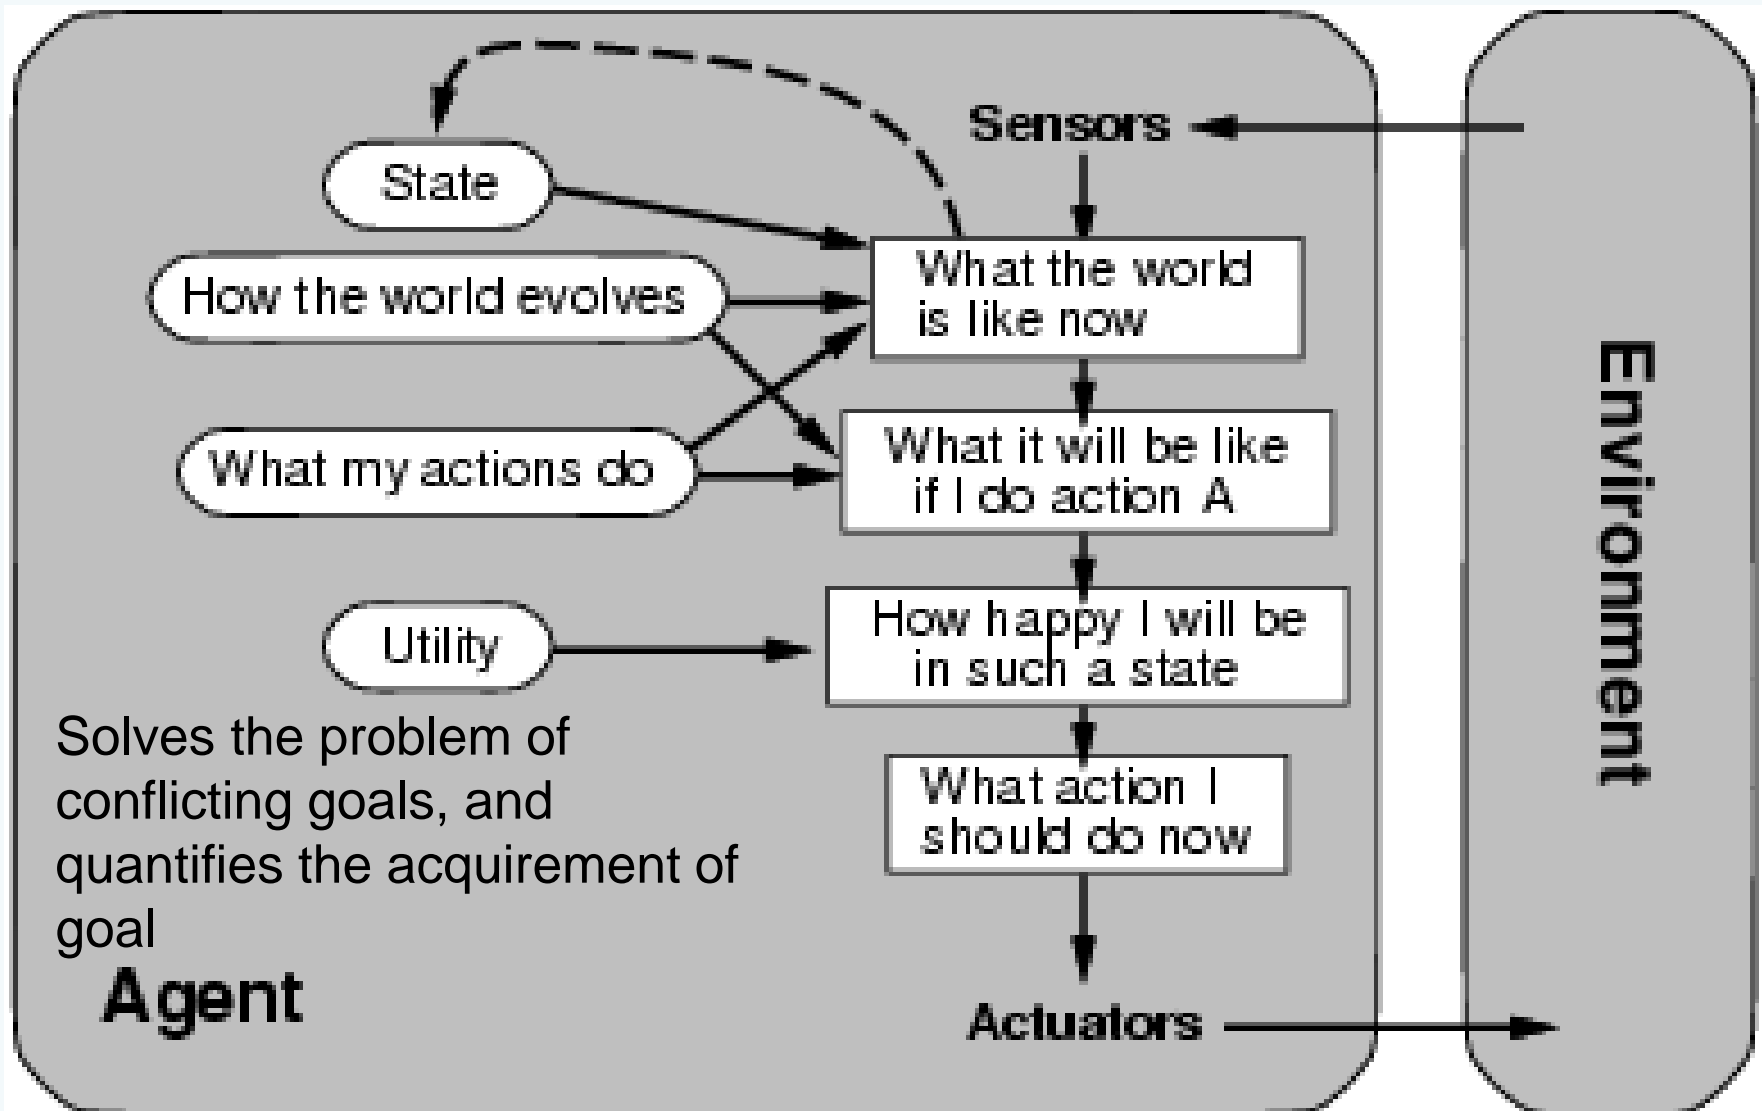 Sensors
State
What the world
is like now
How the world evolves
What my actions do
What it will be like
if I do action A
Utility
How happy I will be
in such a state
Solves the problem of
conflicting goals, and
quantifies the acquirement of
goal
What action I
should do now
Agent
Actuators
Environment